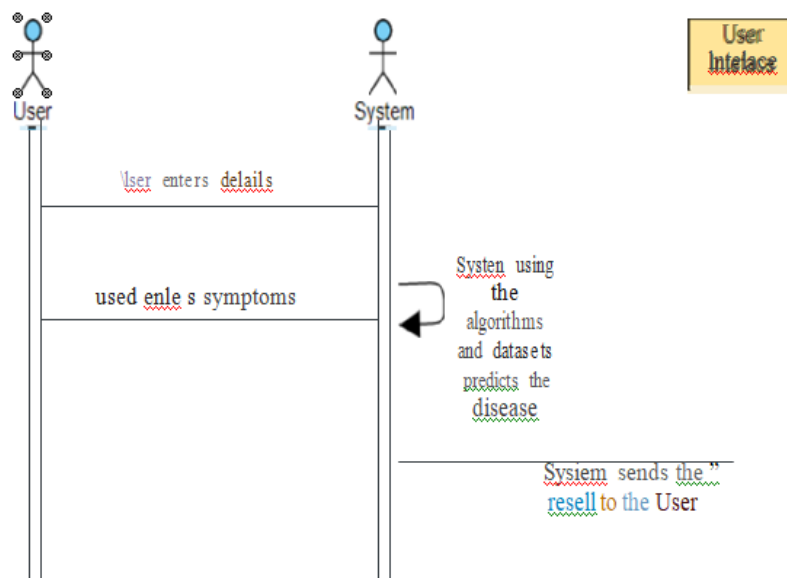 User
Intelace
User
System
\lser enters delails
Systen using
the
algorithms
and datasets
predicts the
disease
used enle s symptoms
Sysiem sends the ”
resell to the User